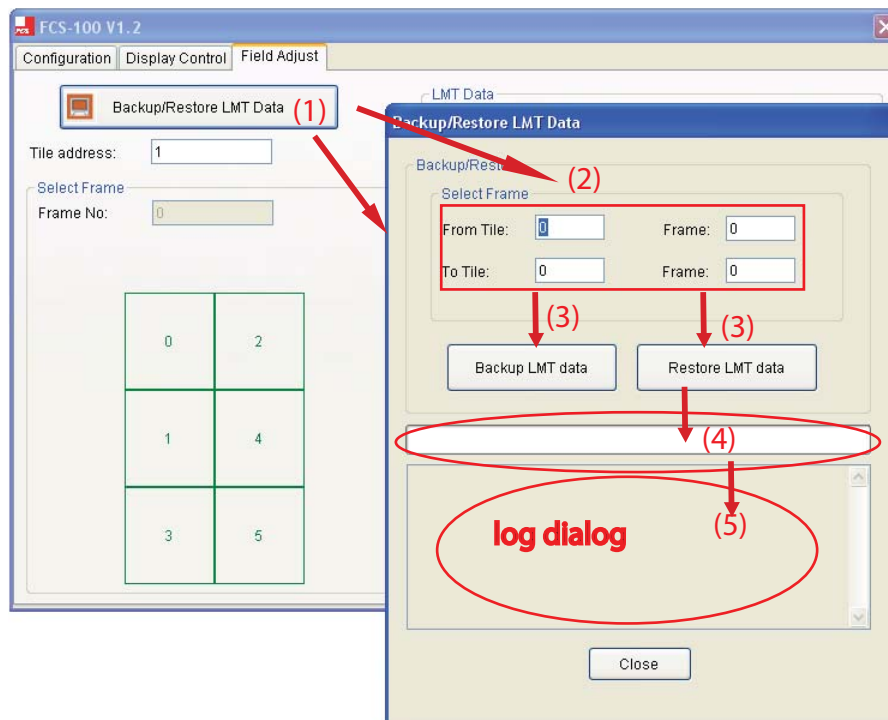 FCS-100 V1.2
Configuration
Display Control
Field Adjust
Backup/Restore LMT Data
(1)
Tile address:
1
Select Frame
Frame No:
0
0
2
1
4
3
5
LMT Data
Backup/Restore LMT Data
(2)
Select Frame
From Tile:
0
Frame:
0
To Tile:
0
Frame:
0
(3)
(3)
Backup LMT data
Restore LMT data
(4)
log dialog
(5)
Close